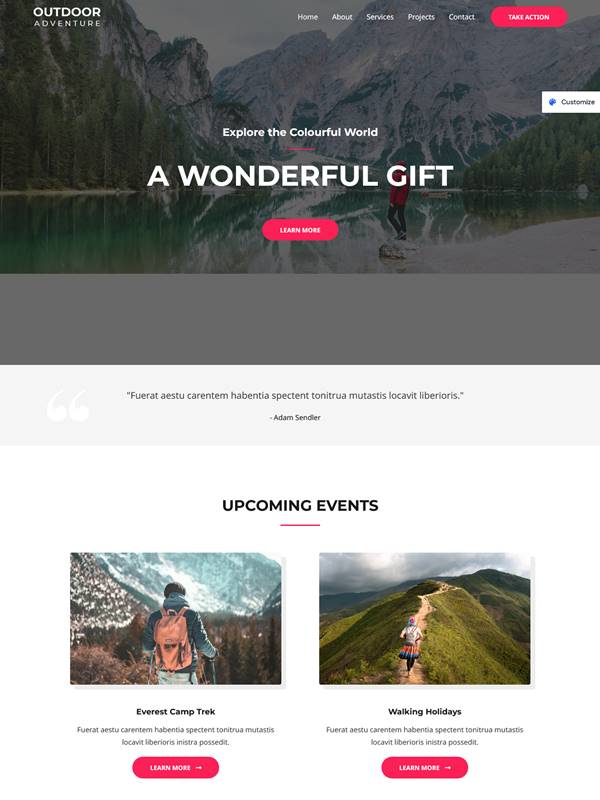 OUTDOOR
ADVENTURE
Home About Services Projects Contact TAKE ACTION
Customize
Explore the Colourful World
A WONDERFUL GIFT
LEARN MORE
"Fuerat aestu carentem habentia spectent tonitrua mutastis locavit liberioris."
- Adam Sendler
UPCOMING EVENTS
Everest Camp Trek
Fuerat aestu carentem habentia spectent tonitrua mutastis
locavit liberioris inistra possedit.
LEARN MORE →
Walking Holidays
Fuerat aestu carentem habentia spectent tonitrua mutastis
locavit liberioris inistra possedit.
LEARN MORE →